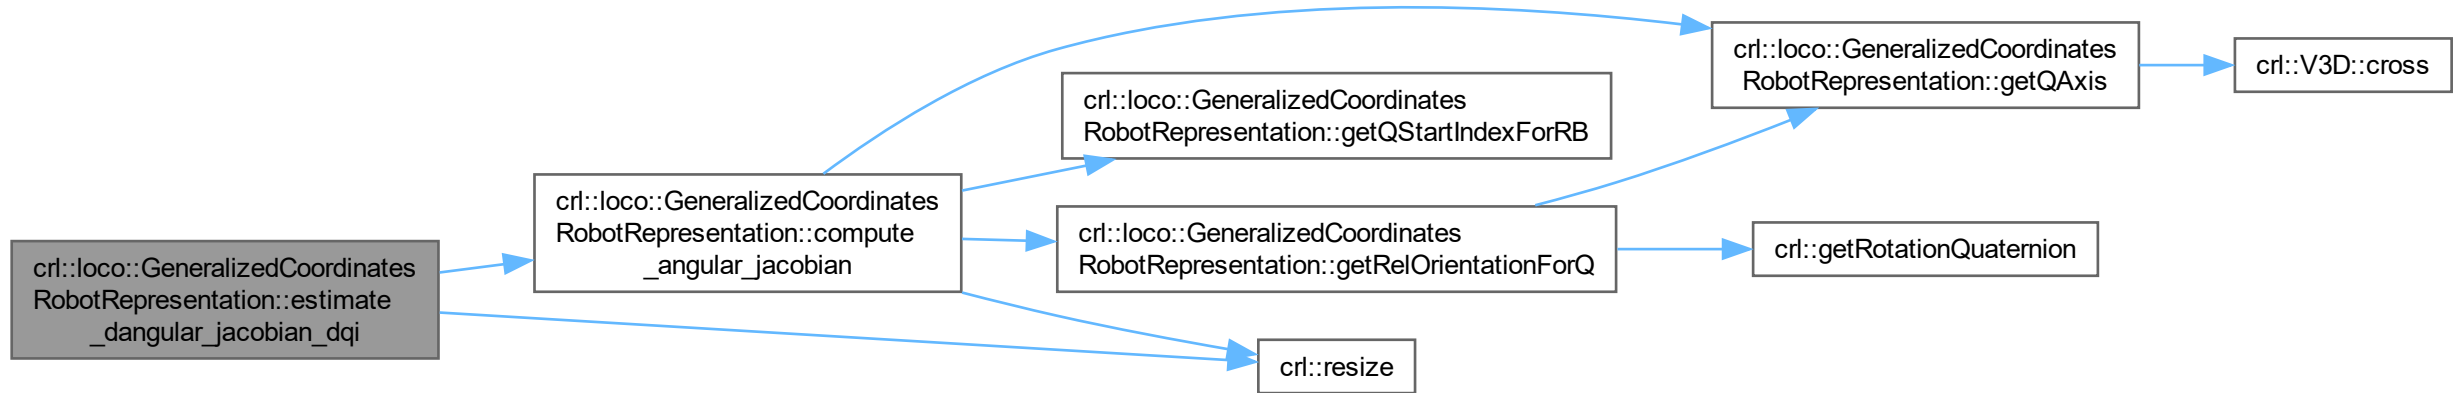 crl::loco::GeneralizedCoordinates
RobotRepresentation::estimate
_dangular_jacobian_dqi
crl::loco::GeneralizedCoordinates
RobotRepresentation::compute
_angular_jacobian
crl::loco::GeneralizedCoordinates
RobotRepresentation::getQStartIndexForRB
crl::loco::GeneralizedCoordinates
RobotRepresentation::getRelOrientationForQ
crl::resize
crl::loco::GeneralizedCoordinates
RobotRepresentation::getQAxis
crl::getRotationQuaternion
crl::V3D::cross